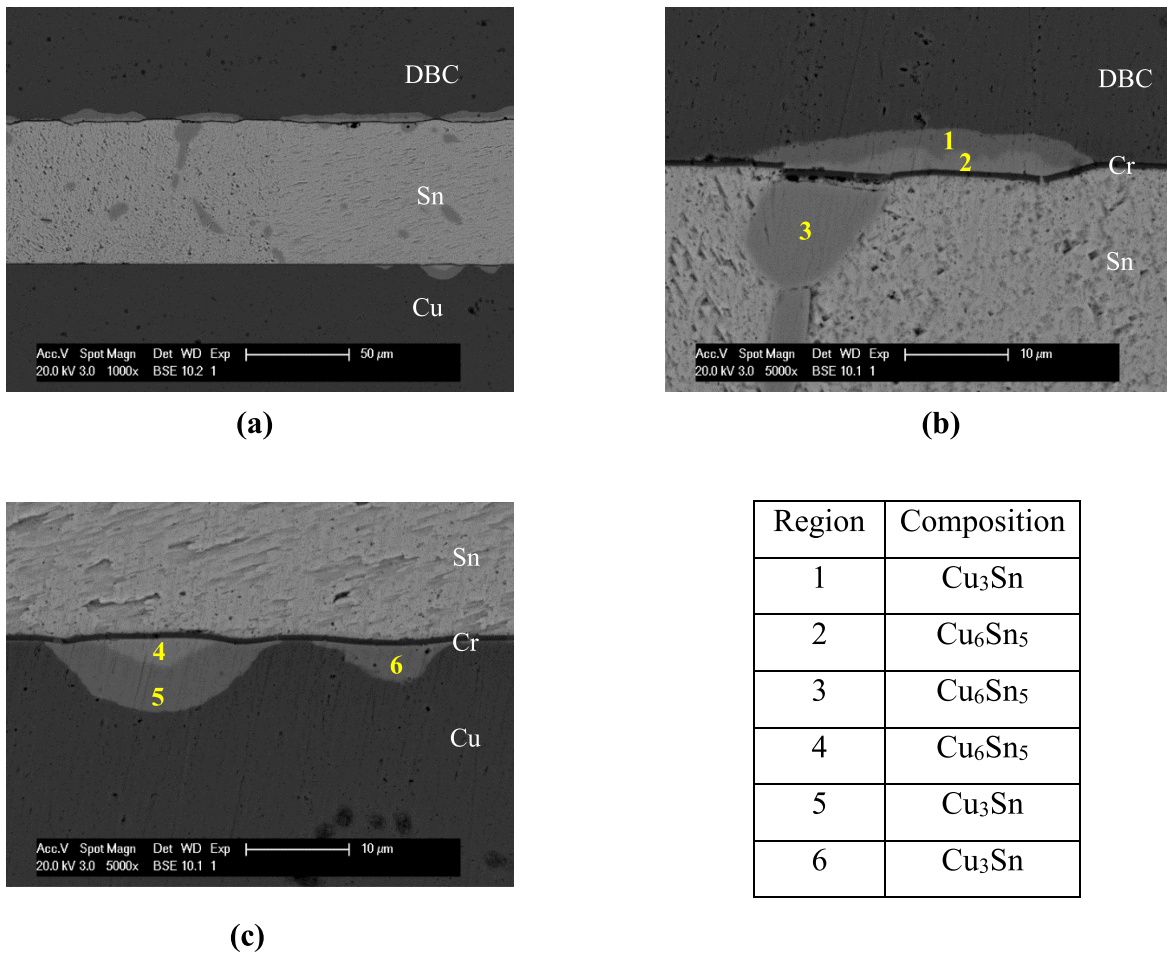 DBC
Sn
Cu
Acc.V Spot Magn Det WD Exp 50 µm
20.0 kV 3.0 1000x BSE 10.2 1
(a)
DBC
1
2
Cr
3
Sn
Acc.V Spot Magn Det WD Exp 10 µm
20.0 kV 3.0 5000x BSE 10.1 1
(b)
Sn
Cr
4
6
5
Cu
Acc.V Spot Magn Det WD Exp 10 µm
20.0 kV 3.0 5000x BSE 10.1 1
(c)
Region Composition
1 Cu₃Sn
2 Cu₆Sn₅
3 Cu₆Sn₅
4 Cu₆Sn₅
5 Cu₃Sn
6 Cu₃Sn